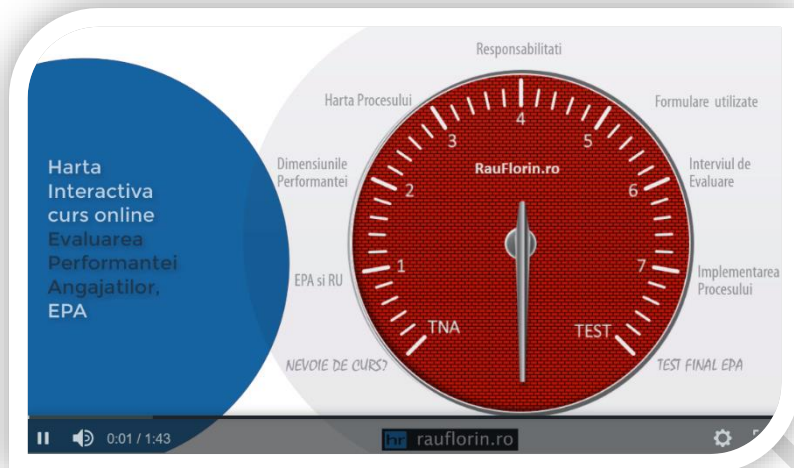 Harta
Interactiva
curs online
Evaluarea
Performantei
Angajatilor,
EPA
Responsabilitati
Harta Procesului
Formulare utilizate
Dimensiunile
Performantei
Interviul de
Evaluare
EPA si RU
Implementarea
Procesului
NEVOIE DE CURS?
TEST FINAL EPA
RauFlorin.ro
TNA
1
2
3
4
5
6
7
TEST
0:01 / 1:43
hr rauflorin.ro